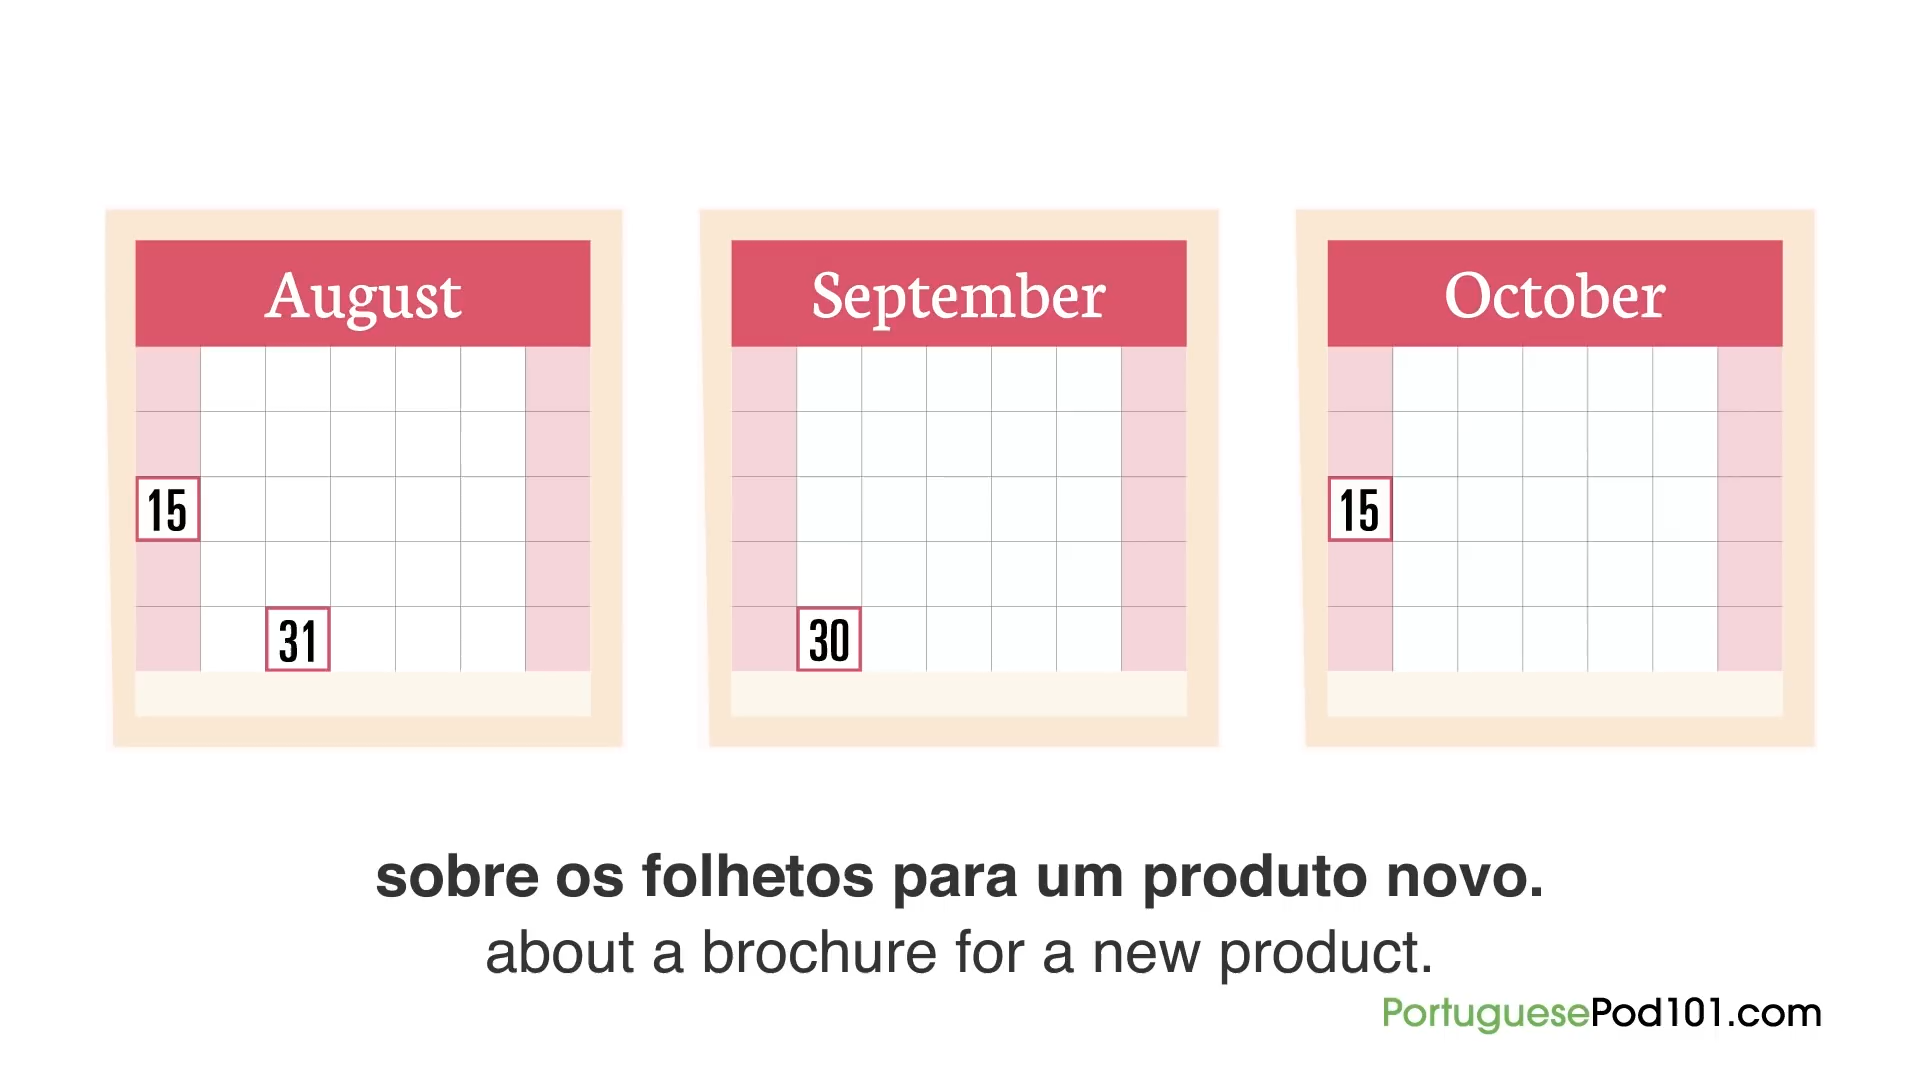 August
September
October
15
15
31
30
sobre os folhetos para um produto novo.
about a brochure for a new product.
PortuguesePod101.com